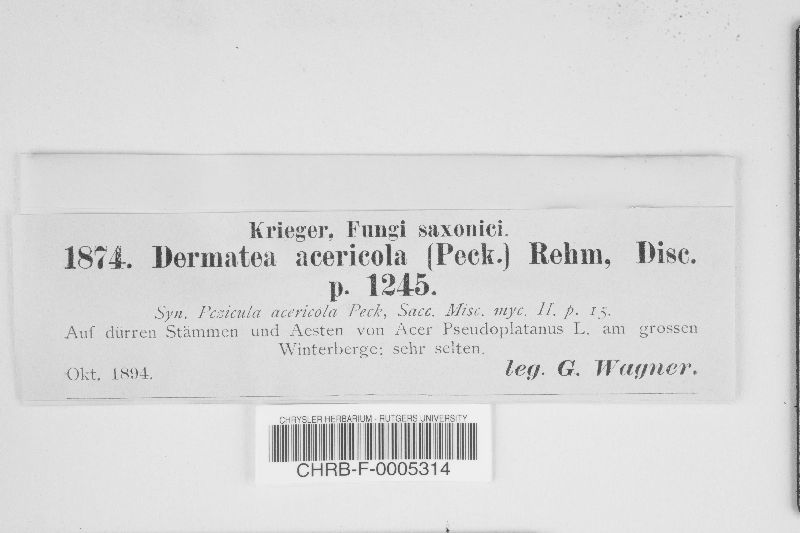 Krieger, Fungi saxonici.
1874. Dermatea acericola (Peck.) Rehm, Disc.
p. 1245.
Syn. Pezicula acericola Peck, Sacc. Misc. myc. II. p. 15.
Auf dürren Stämmen und Aesten von Acer Pseudoplatanus L. am grossen
Winterberge; sehr selten.
Okt. 1894.
leg. G. Wagner.
CHRYSLER HERBARIUM - RUTGERS UNIVERSITY
CHRB-F-0005314